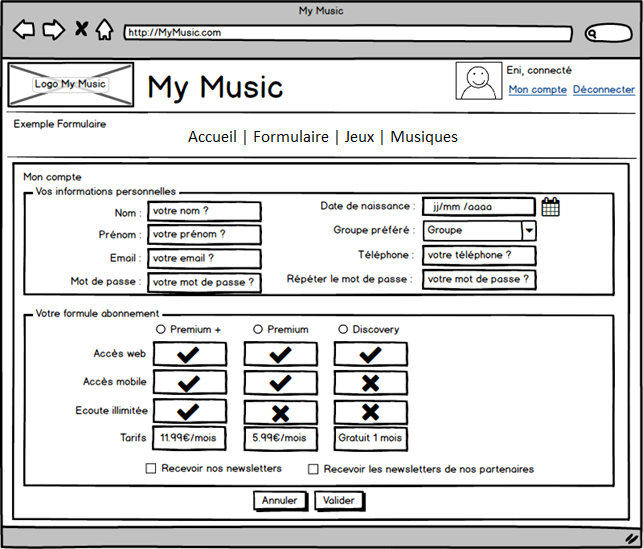 My Music
http://MyMusic.com
Logo My Music
My Music
Eni, connecté
Mon compte Déconnecter
Exemple Formulaire
Accueil | Formulaire | Jeux | Musiques
Mon compte
Vos informations personnelles
Nom : votre nom ? Date de naissance : jj/mm /aaaa
Prénom : votre prénom ? Groupe préféré : Groupe
Email : votre email ? Téléphone : votre téléphone ?
Mot de passe : votre mot de passe ? Répéter le mot de passe : votre mot de passe ?
Votre formule abonnement
Premium + Premium Discovery
Accès web
Accès mobile
Ecoute illimitée
Tarifs 11.99€/mois 5.99€/mois Gratuit 1 mois
Recevoir nos newsletters Recevoir les newsletters de nos partenaires
Annuler Valider